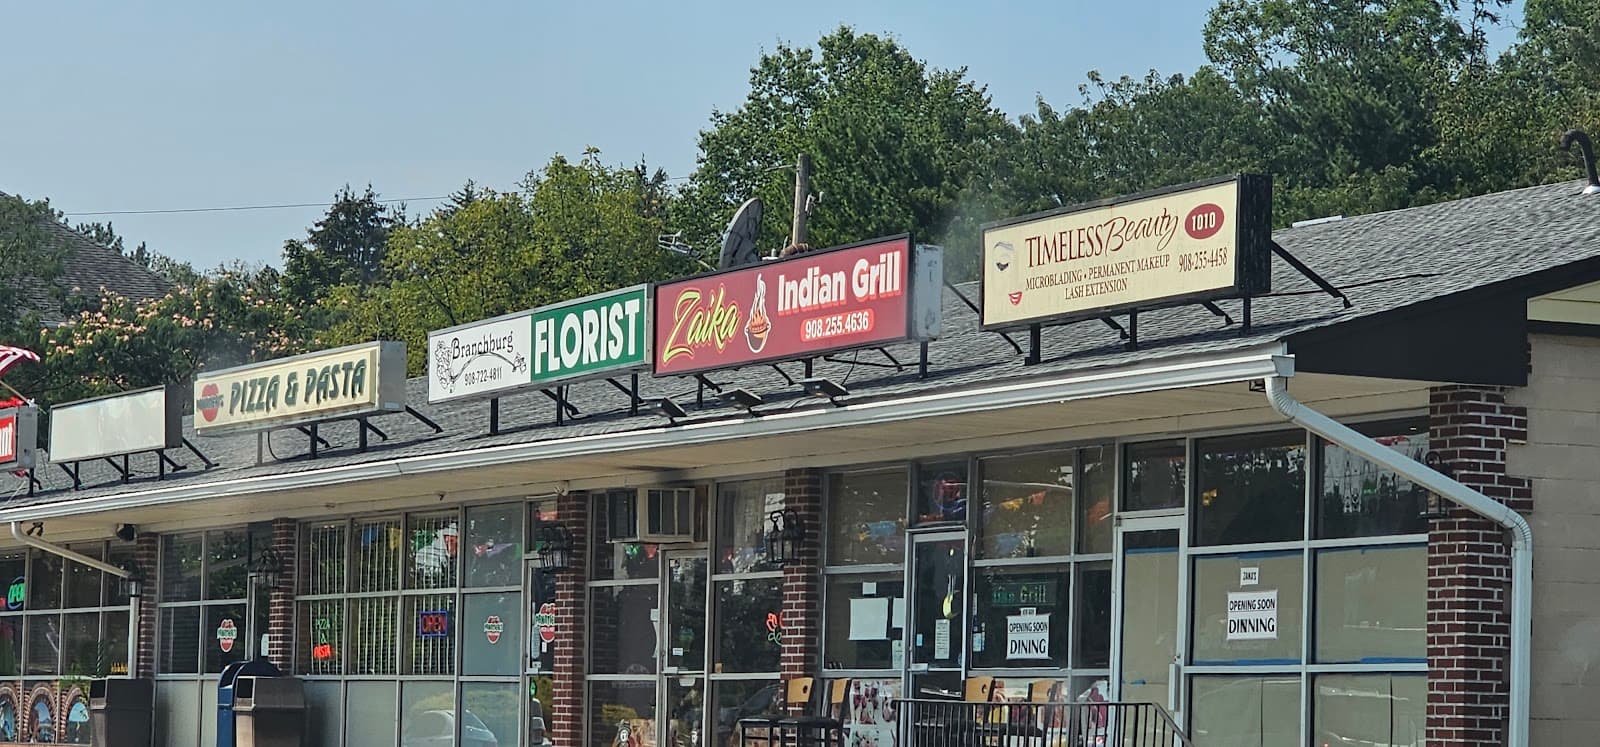 PIZZA & PASTA
Branchburg
908-722-4811
FLORIST
Zaika
Indian Grill
908.255.4636
TIMELESS Beauty
1010
MICROBLADING • PERMANENT MAKEUP
LASH EXTENSION
908-255-4458
OPEN
PIZZA
&
PASTA
OPEN
OPENING SOON
DINING
OPENING SOON
DINNING